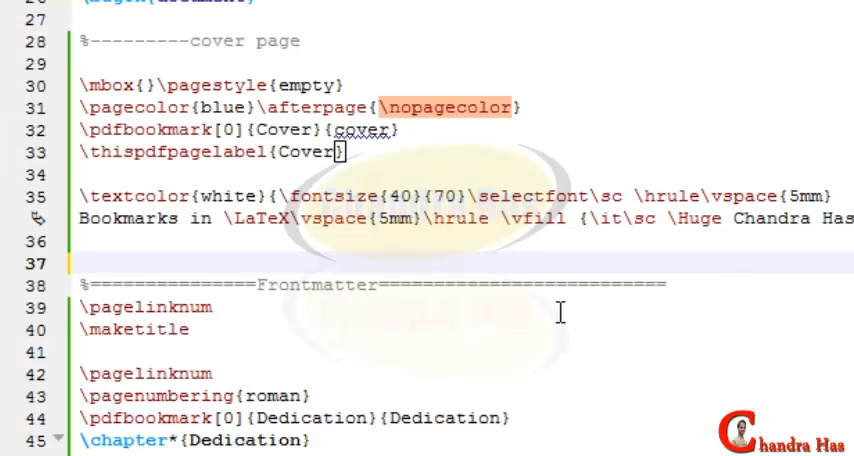 26 \begin{document}
27
28 %---------cover page
29
30 \mbox{}\pagestyle{empty}
31 \pagecolor{blue}\afterpage{\nopagecolor}
32 \pdfbookmark[0]{Cover}{cover}
33 \thispdfpagelabel{Cover}
34
35 \textcolor{white}{\fontsize{40}{70}\selectfont\sc \hrule\vspace{5mm}
Bookmarks in \LaTeX\vspace{5mm}\hrule \vfill {\it\sc \Huge Chandra Has
36
37
38 %===============Frontmatter==========================
39 \pagelinknum
40 \maketitle
41
42 \pagelinknum
43 \pagenumbering{roman}
44 \pdfbookmark[0]{Dedication}{Dedication}
45 \chapter*{Dedication}
Chandra Has